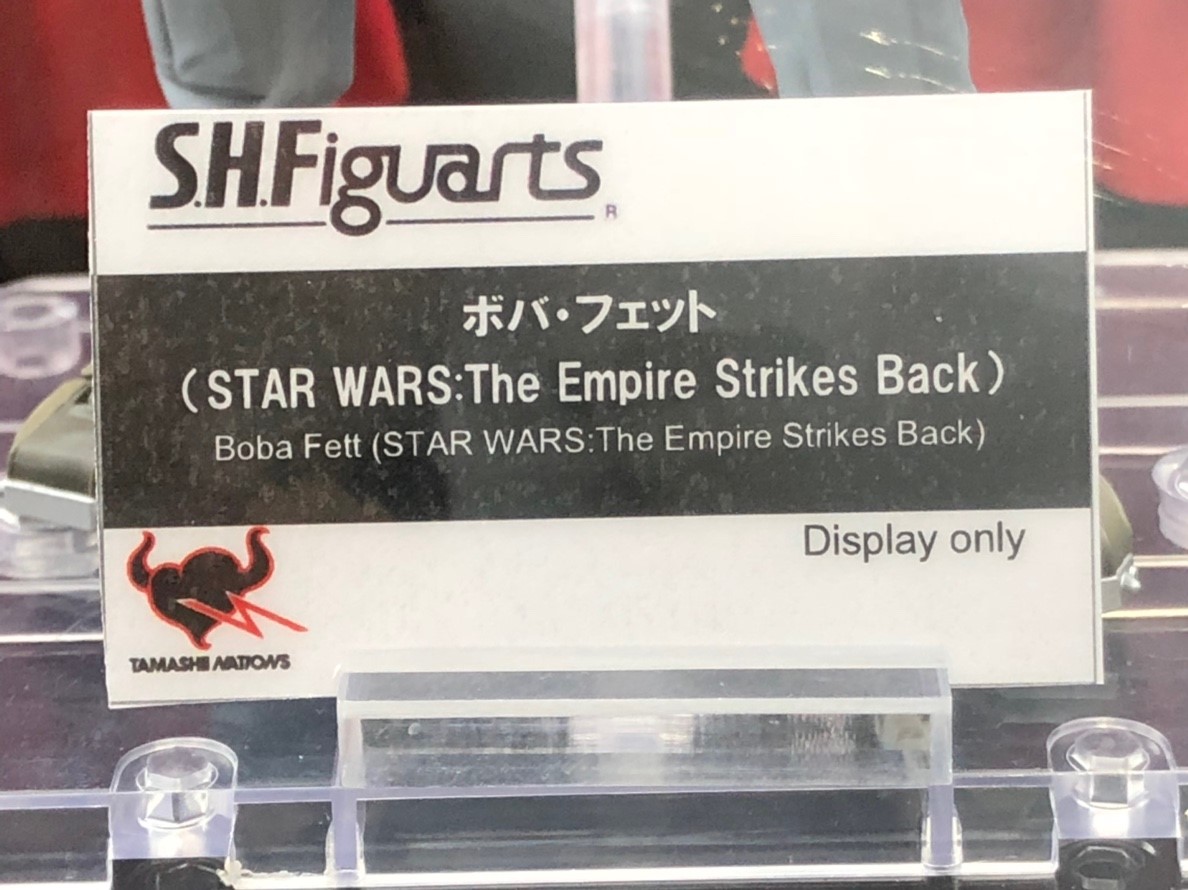 S.H.Figuarts®
ボバ・フェット
（STAR WARS:The Empire Strikes Back）
Boba Fett (STAR WARS:The Empire Strikes Back)
Display only
TAMASHII NATIONS